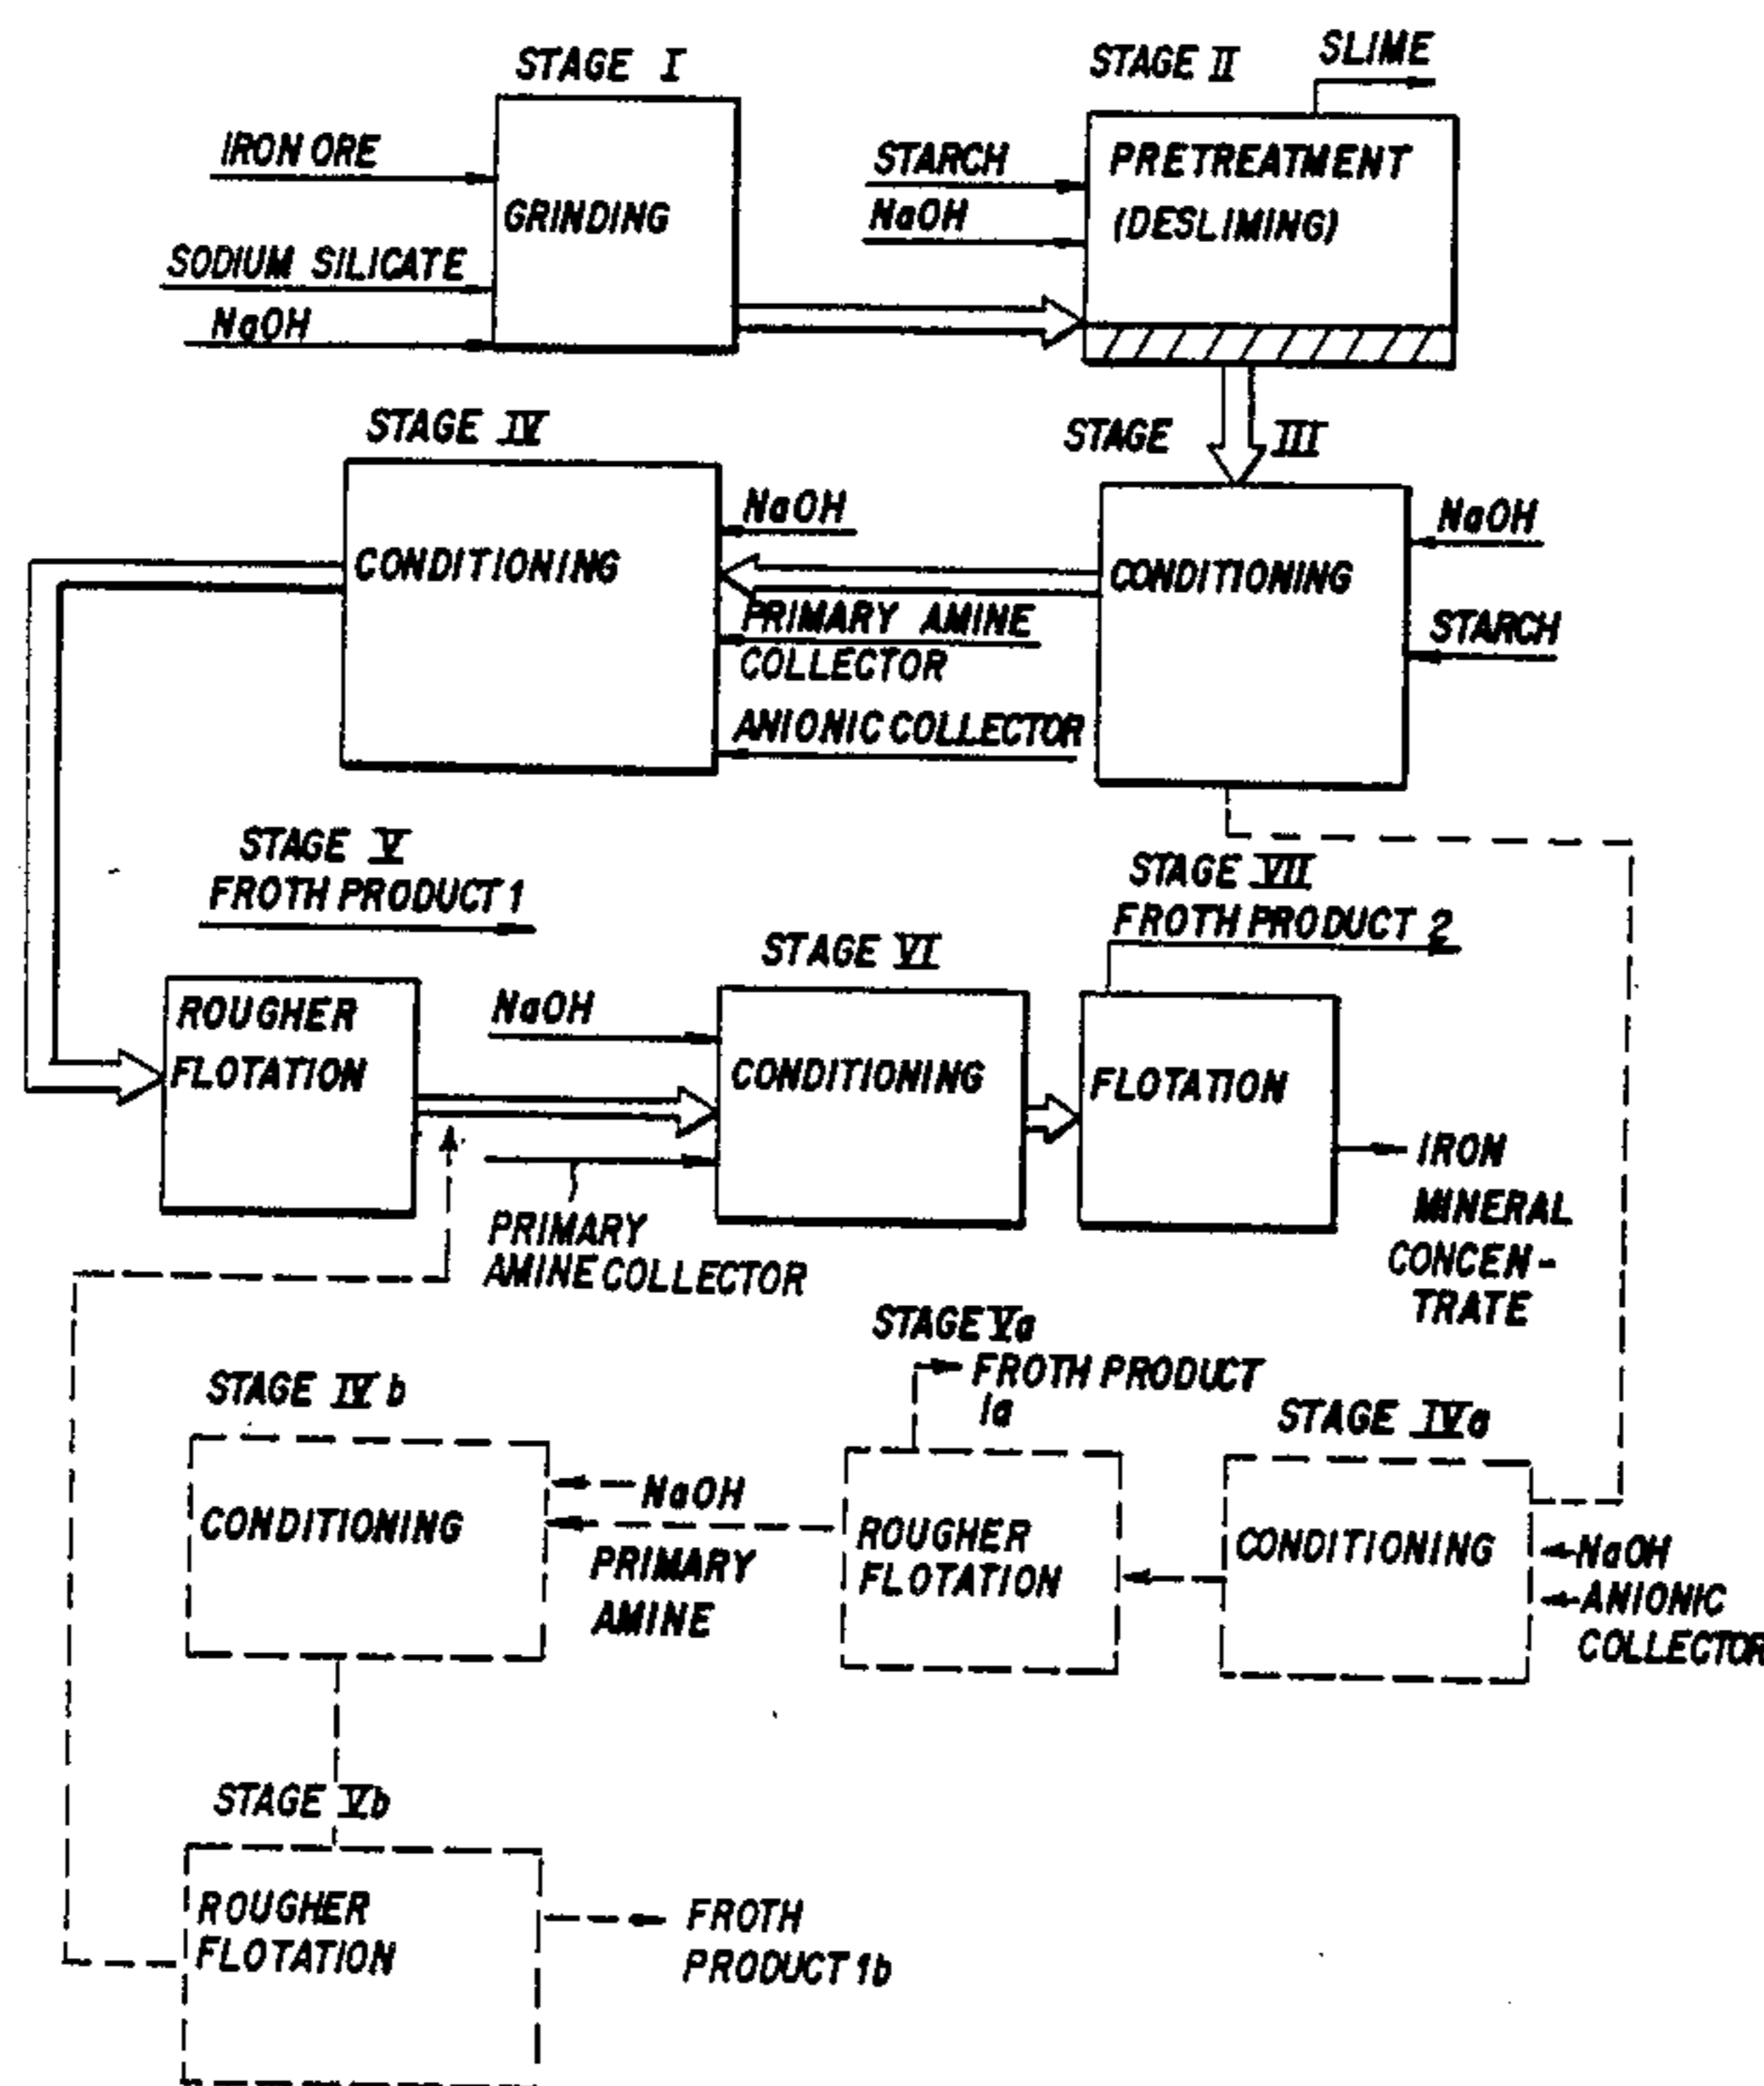 STAGE I
IRON ORE
GRINDING
SODIUM SILICATE
NaOH
STAGE II
SLIME
STARCH
NaOH
PRETREATMENT
(DESLIMING)
STAGE III
CONDITIONING
NaOH
STARCH
STAGE IV
CONDITIONING
NaOH
PRIMARY AMINE
COLLECTOR
ANIONIC COLLECTOR
STAGE V
FROTH PRODUCT 1
ROUGHER
FLOTATION
STAGE VI
NaOH
CONDITIONING
PRIMARY
AMINE COLLECTOR
STAGE VII
FROTH PRODUCT 2
FLOTATION
IRON
MINERAL
CONCEN-
TRATE
STAGE IVa
CONDITIONING
NaOH
ANIONIC
COLLECTOR
STAGE Va
FROTH PRODUCT
1a
ROUGHER
FLOTATION
STAGE IVb
CONDITIONING
NaOH
PRIMARY
AMINE
STAGE Vb
ROUGHER
FLOTATION
FROTH
PRODUCT 1b